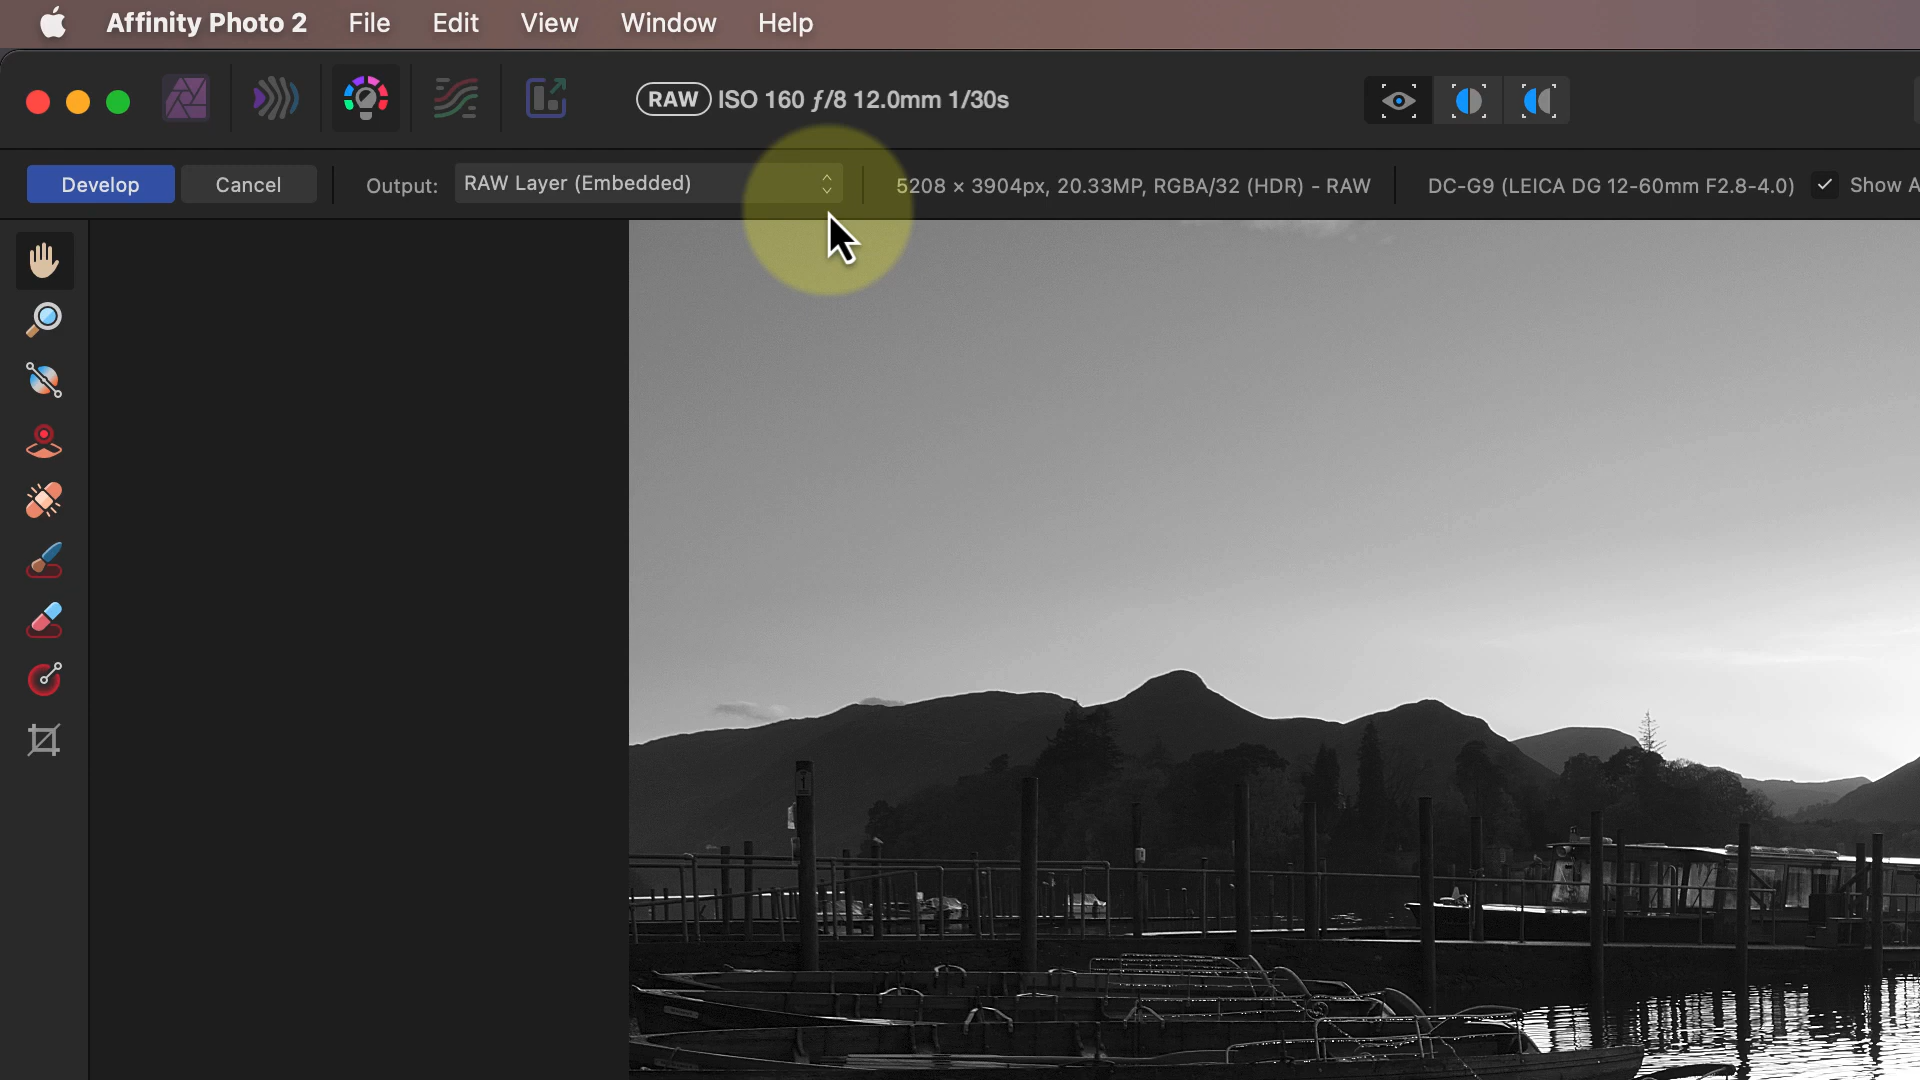 Affinity Photo 2 File Edit View Window Help
RAW ISO 160 ƒ/8 12.0mm 1/30s
Develop Cancel Output: RAW Layer (Embedded) 5208 × 3904px, 20.33MP, RGBA/32 (HDR) - RAW DC-G9 (LEICA DG 12-60mm F2.8-4.0) Show A
1